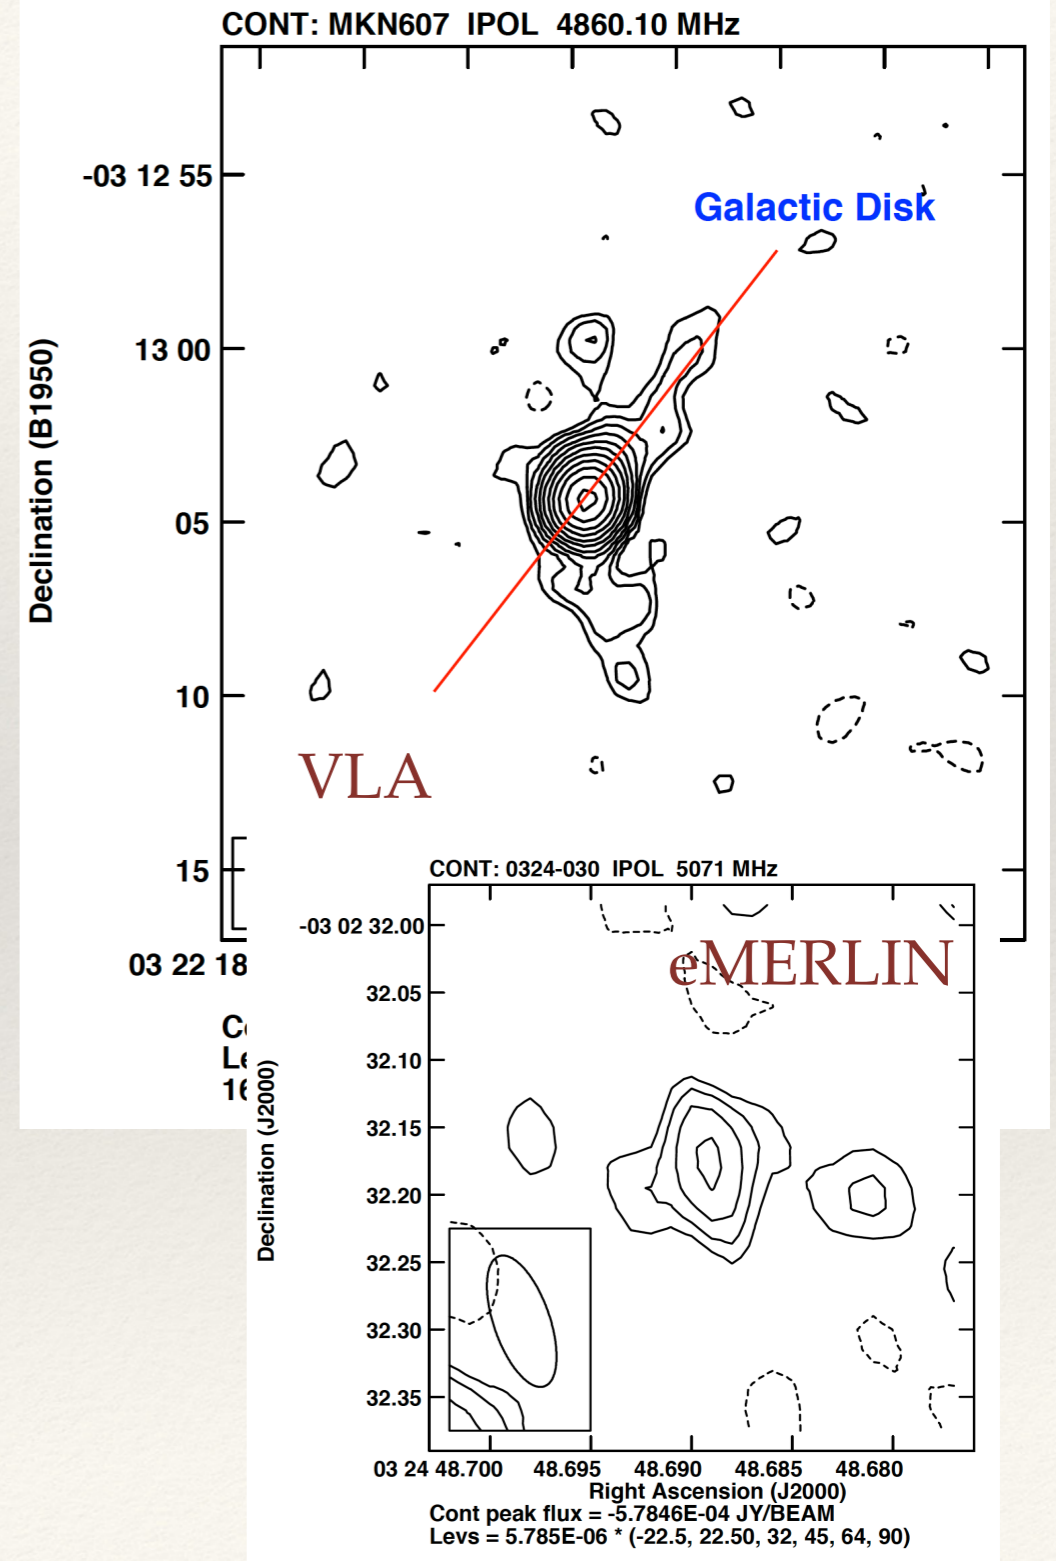 CONT: MKN607 IPOL 4860.10 MHz
-03 12 55
Galactic Disk
13 00
Declination (B1950)
05
10
VLA
15
03 22 18
CONT: 0324-030 IPOL 5071 MHz
-03 02 32.00
eMERLIN
32.05
32.10
32.15
32.20
Declination (J2000)
32.25
32.30
32.35
03 24 48.700 48.695 48.690 48.685 48.680
Right Ascension (J2000)
Cont peak flux = -5.7846E-04 JY/BEAM
Levs = 5.785E-06 * (-22.5, 22.50, 32, 45, 64, 90)